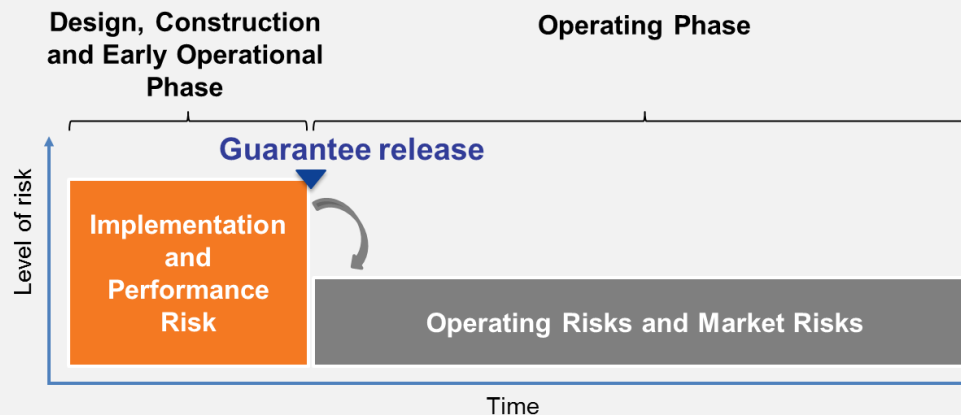 Design, Construction
and Early Operational
Phase
Operating Phase
Guarantee release
Level of risk
Implementation
and
Performance
Risk
Operating Risks and Market Risks
Time